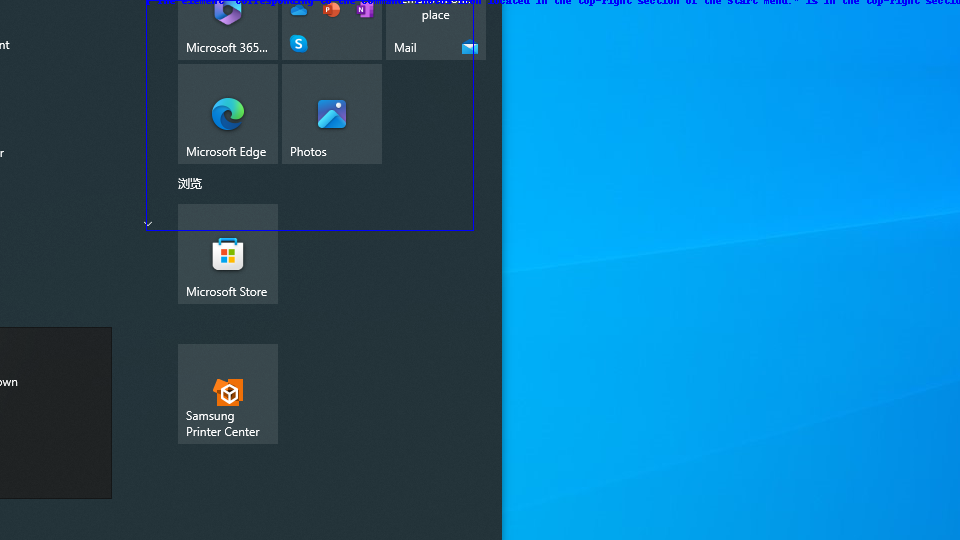 located in the top-right section of the Start menu." is in the top-right section
place
nt
Microsoft 365...
Mail
r
Microsoft Edge
Photos
浏览
Microsoft Store
own
Samsung
Printer Center